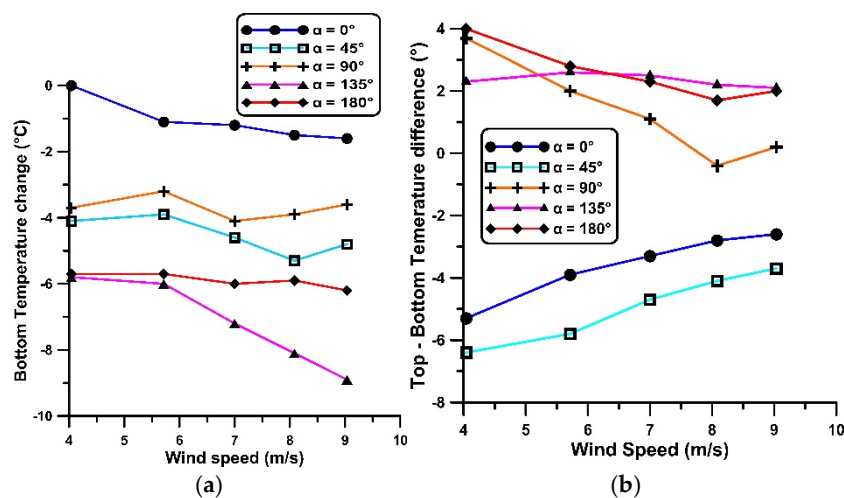 α = 0°
α = 45°
α = 90°
α = 135°
α = 180°
0
-2
-4
-6
-8
-10
Bottom Temperature change (°C)
4 5 6 7 8 9 10
Wind speed (m/s)
(a)
4
2
0
-2
-4
-6
-8
Top - Bottom Temerature difference (°)
α = 0°
α = 45°
α = 90°
α = 135°
α = 180°
4 5 6 7 8 9 10
Wind Speed (m/s)
(b)